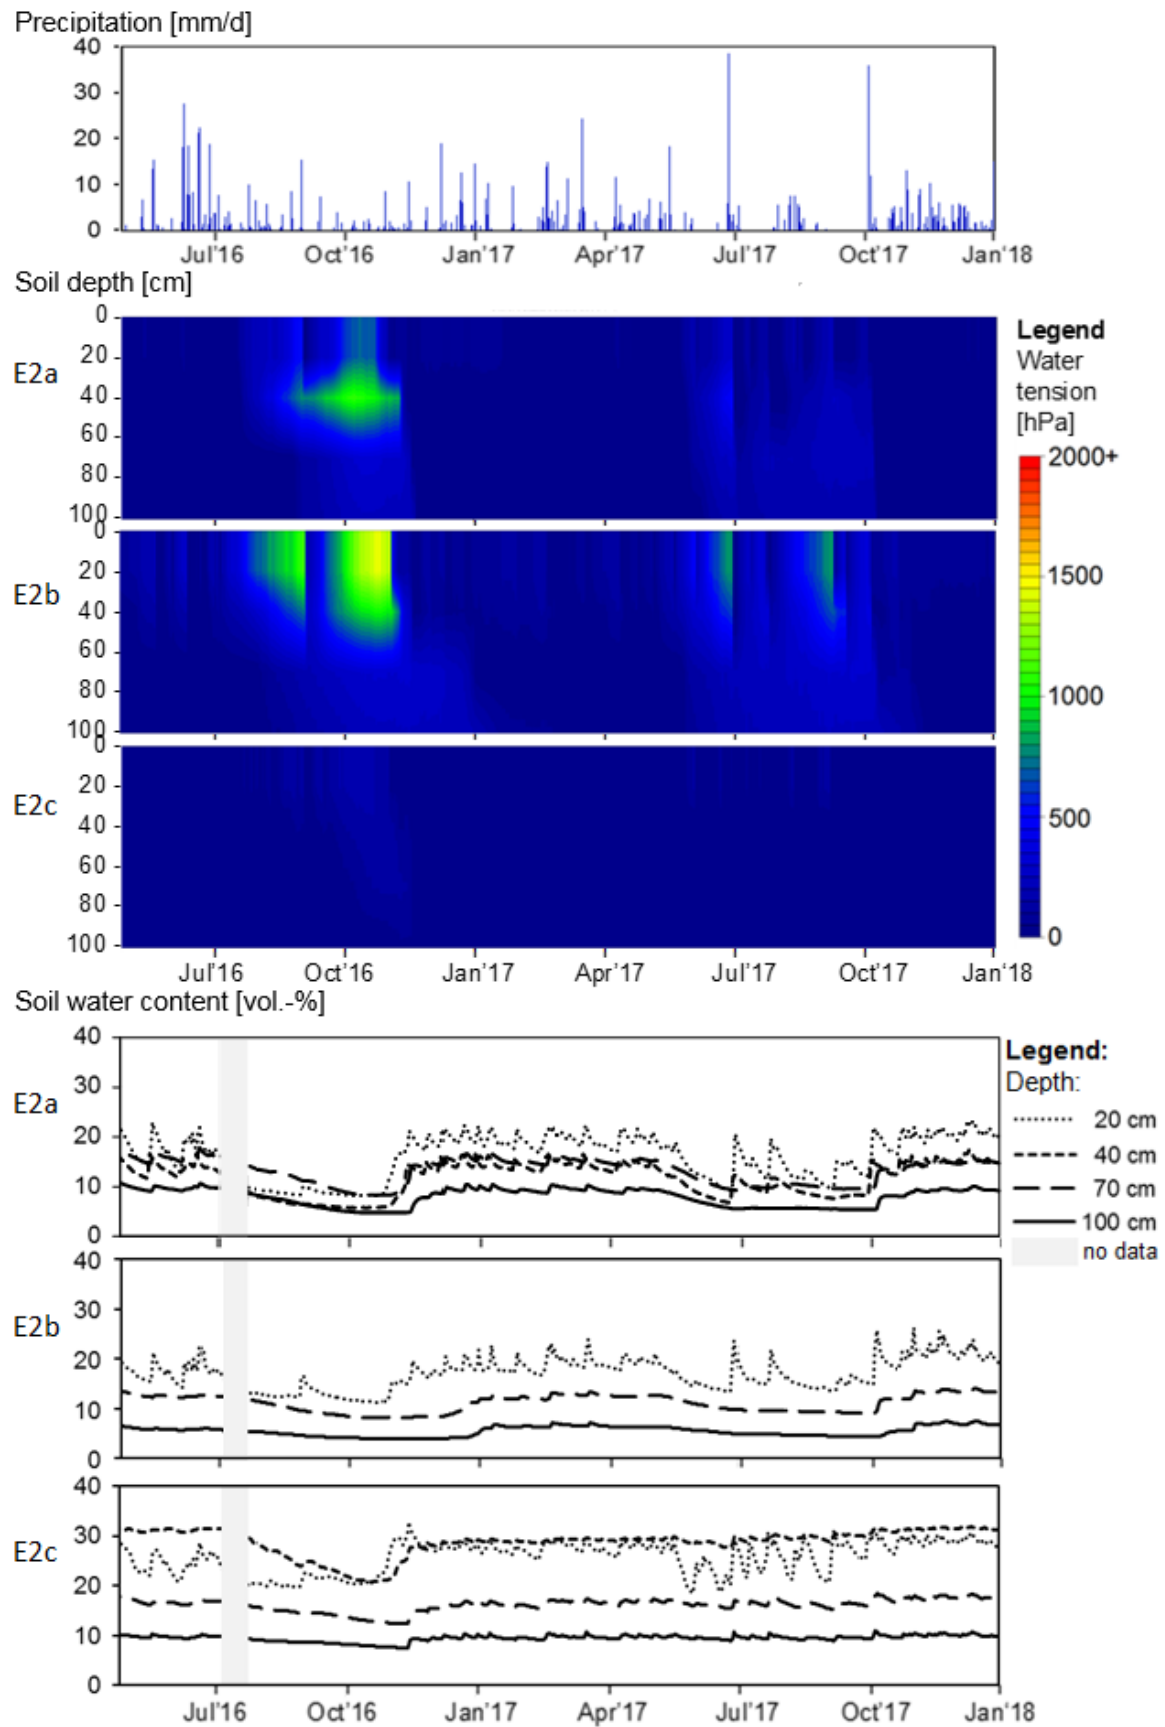 Precipitation [mm/d]
40
30
20
10
0
Jul'16 Oct'16 Jan'17 Apr'17 Jul'17 Oct'17 Jan'18
Soil depth [cm]
E2a
0
20
40
60
80
100
E2b
0
20
40
60
80
100
E2c
0
20
40
60
80
100
Jul'16 Oct'16 Jan'17 Apr'17 Jul'17 Oct'17 Jan'18
Legend
Water
tension
[hPa]
2000+
1500
1000
500
0
Soil water content [vol.-%]
E2a
40
30
20
10
0
E2b
40
30
20
10
0
E2c
40
30
20
10
0
Jul'16 Oct'16 Jan'17 Apr'17 Jul'17 Oct'17 Jan'18
Legend:
Depth:
20 cm
40 cm
70 cm
100 cm
no data